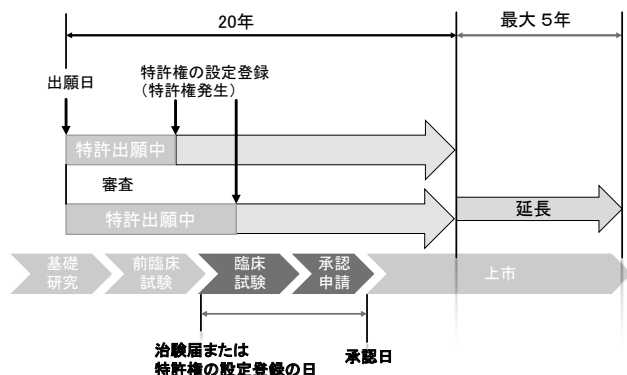 20年
最大 5年
出願日
特許権の設定登録
(特許権発生)
特許出願中
審査
特許出願中
延長
基礎
研究
前臨床
試験
臨床
試験
承認
申請
上市
治験届または
特許権の設定登録の日
承認日